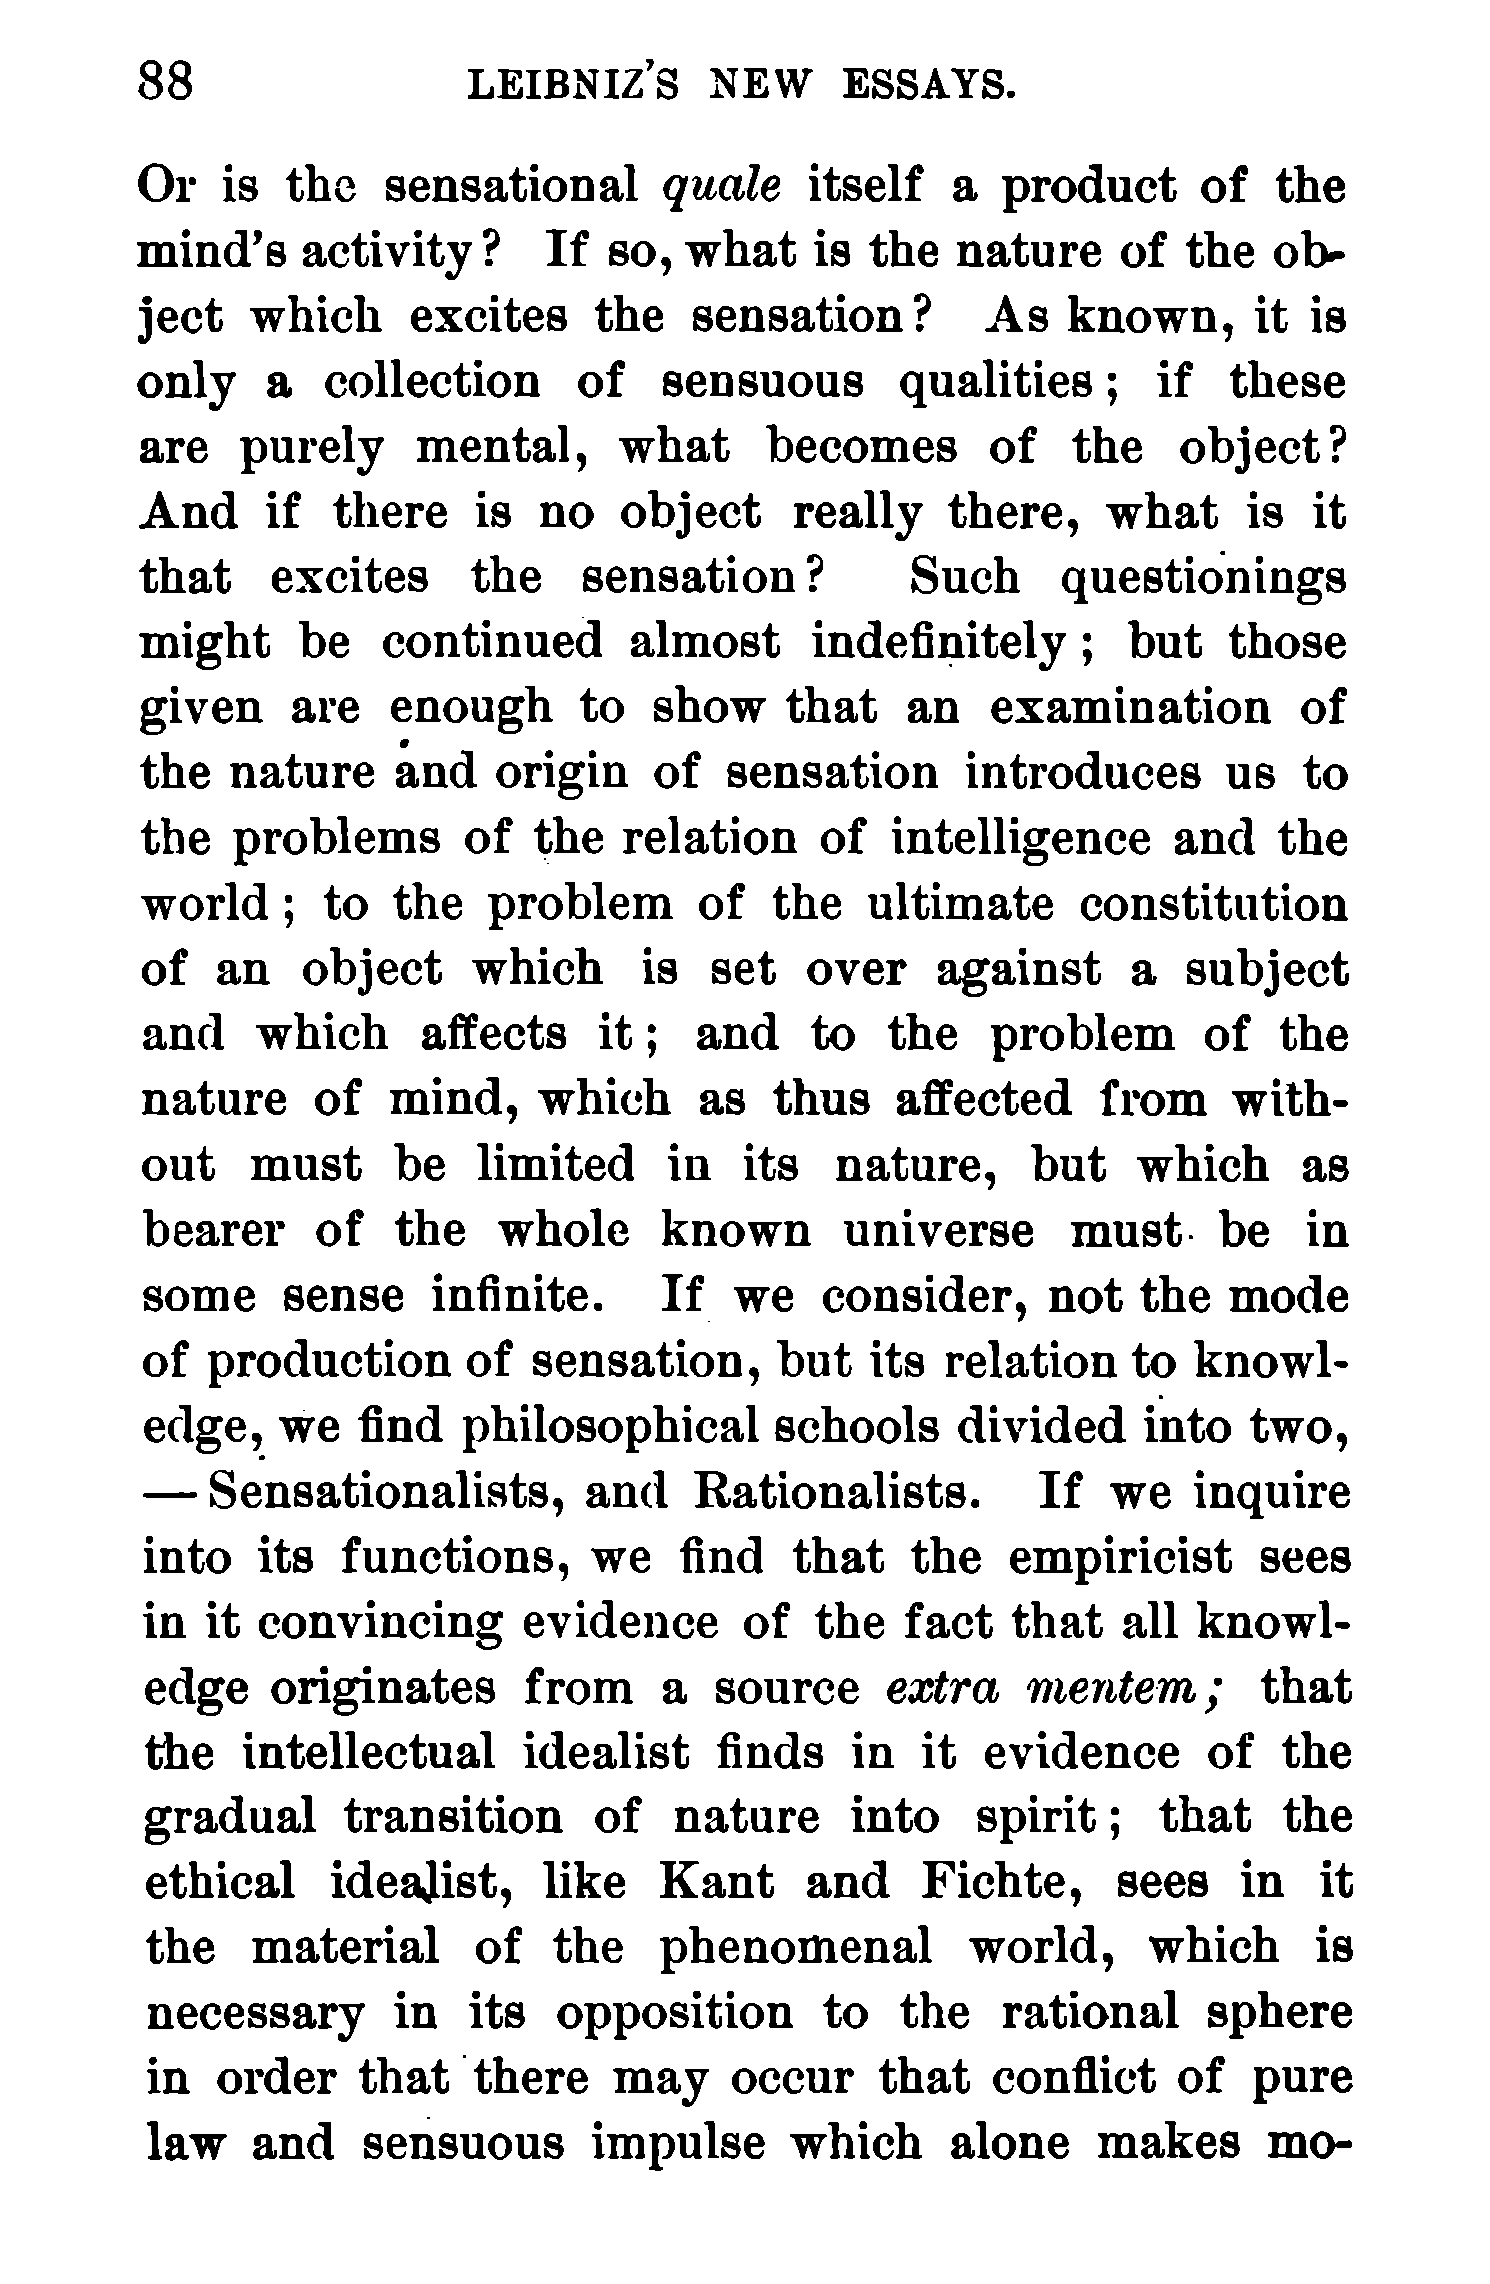 88 LEIBNIZ'S NEW ESSAYS.
Or is the sensational quale itself a product of the
mind's activity? If so, what is the nature of the ob-
ject which excites the sensation? As known, it is
only a collection of sensuous qualities; if these
are purely mental, what becomes of the object?
And if there is no object really there, what is it
that excites the sensation? Such questionings
might be continued almost indefinitely; but those
given are enough to show that an examination of
the nature and origin of sensation introduces us to
the problems of the relation of intelligence and the
world; to the problem of the ultimate constitution
of an object which is set over against a subject
and which affects it; and to the problem of the
nature of mind, which as thus affected from with-
out must be limited in its nature, but which as
bearer of the whole known universe must be in
some sense infinite. If we consider, not the mode
of production of sensation, but its relation to knowl-
edge, we find philosophical schools divided into two,
— Sensationalists, and Rationalists. If we inquire
into its functions, we find that the empiricist sees
in it convincing evidence of the fact that all knowl-
edge originates from a source extra mentem; that
the intellectual idealist finds in it evidence of the
gradual transition of nature into spirit; that the
ethical idealist, like Kant and Fichte, sees in it
the material of the phenomenal world, which is
necessary in its opposition to the rational sphere
in order that there may occur that conflict of pure
law and sensuous impulse which alone makes mo-